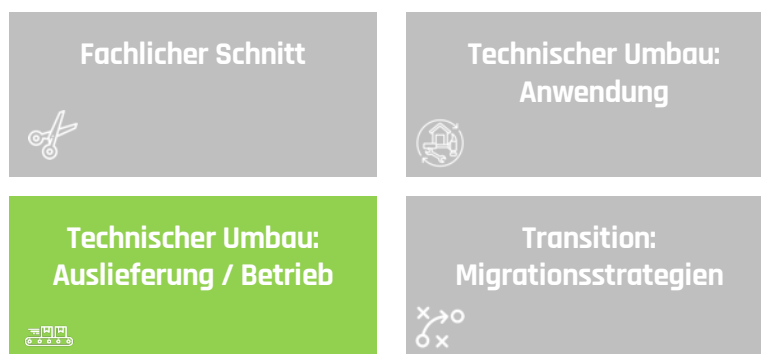 Fachlicher Schnitt
Technischer Umbau:
Anwendung
Technischer Umbau:
Auslieferung / Betrieb
Transition:
Migrationsstrategien